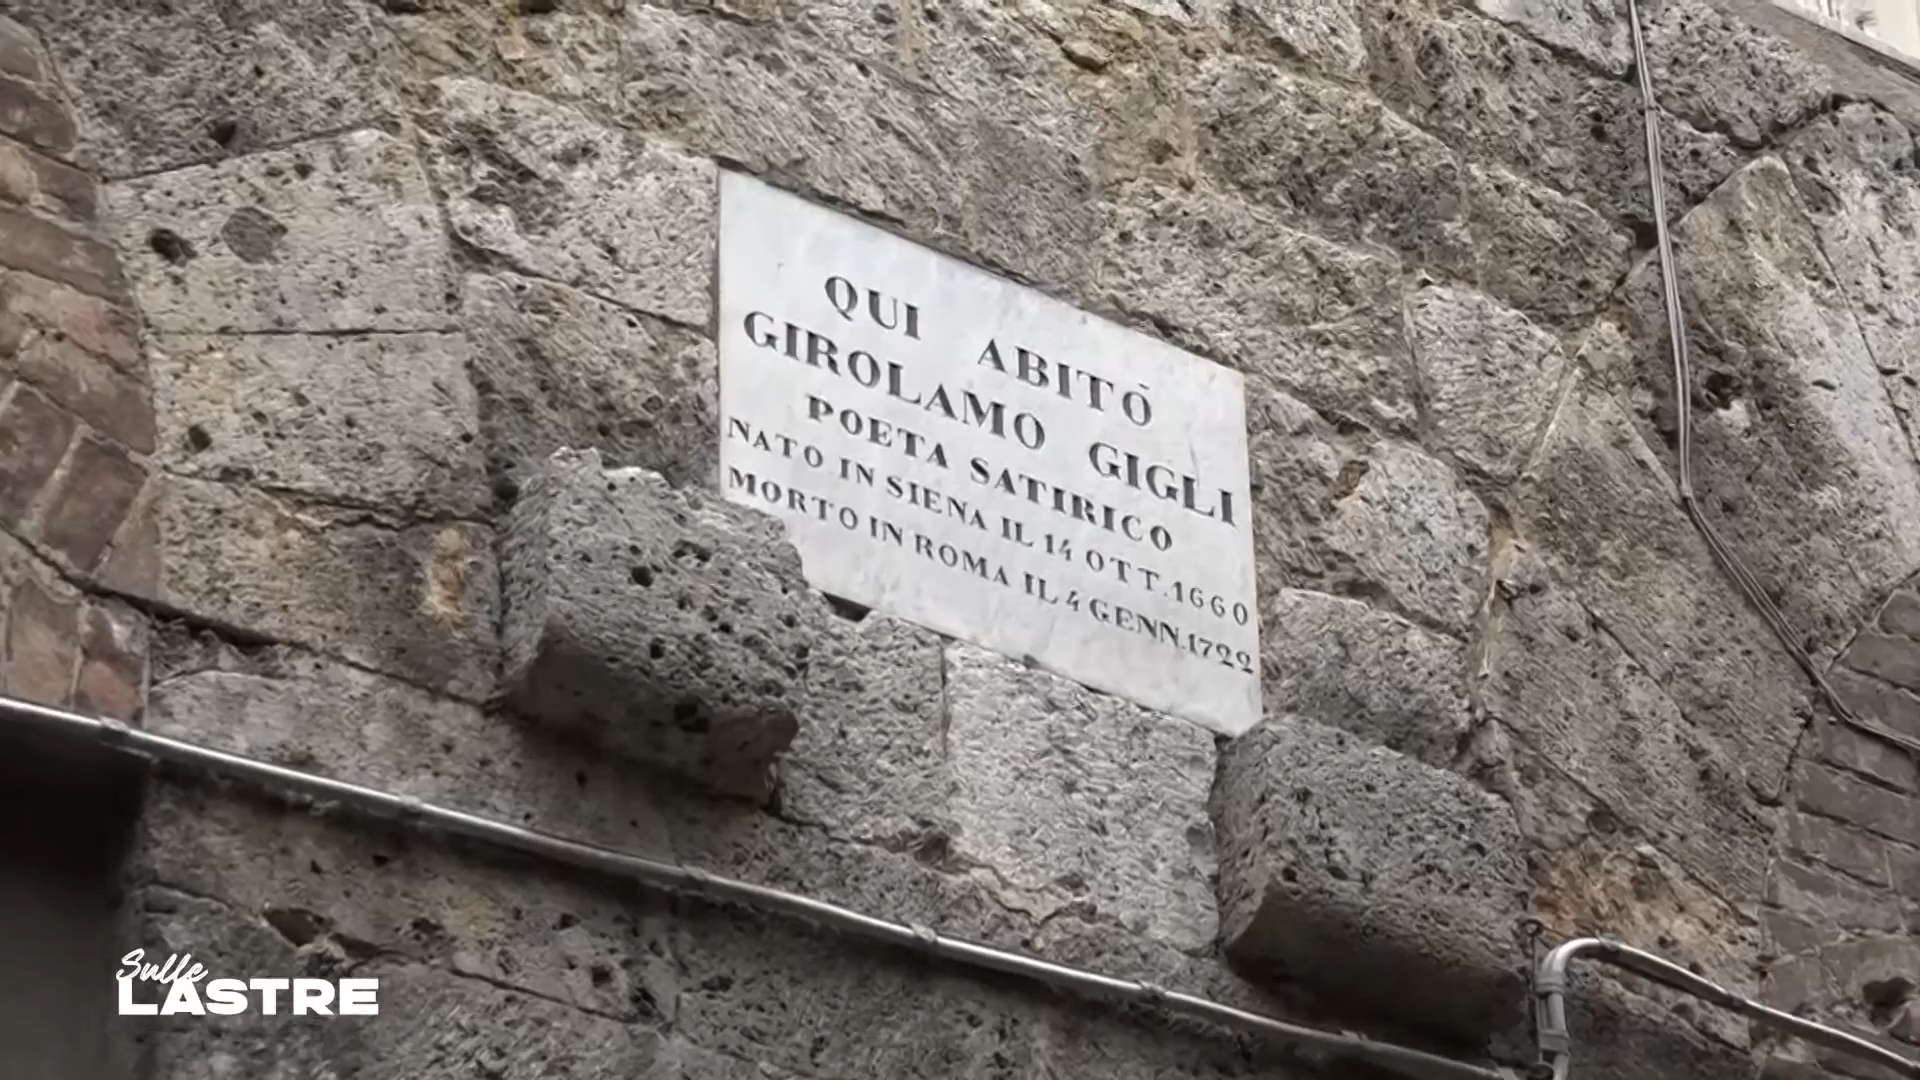 QUI ABITÒ
GIROLAMO GIGLI
POETA SATIRICO
NATO IN SIENA IL 14 OTT.1660
MORTO IN ROMA IL 4 GENN.1722
Sulle
LASTRE